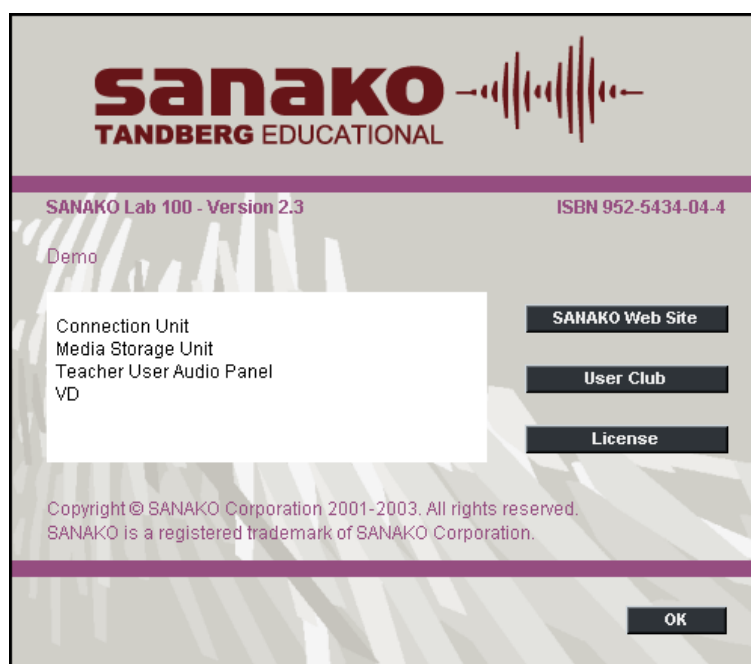 sanako
TANDBERG EDUCATIONAL
SANAKO Lab 100 - Version 2.3
ISBN 952-5434-04-4
Demo
Connection Unit
Media Storage Unit
Teacher User Audio Panel
VD
SANAKO Web Site
User Club
License
Copyright © SANAKO Corporation 2001-2003. All rights reserved.
SANAKO is a registered trademark of SANAKO Corporation.
OK